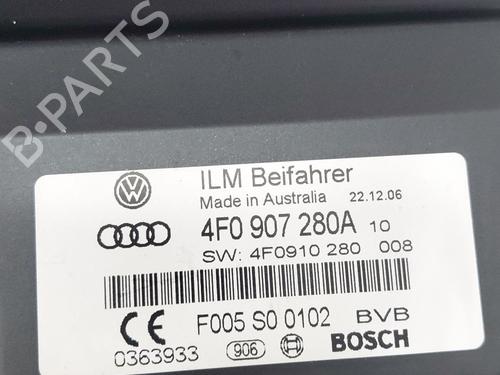 B-PARTS
ILM Beifahrer
Made in Australia 22.12.06
4F0 907 280A 10
SW: 4F0910 280 008
CE F005 S0 0102 BVB
0363933 906 BOSCH